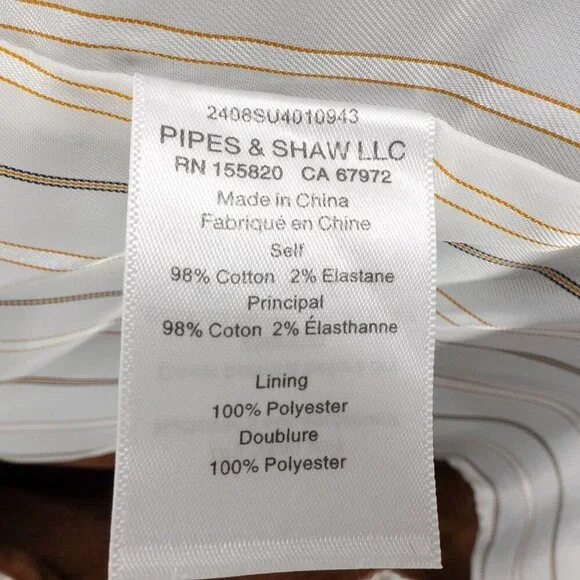 2408SU4010943
PIPES & SHAW LLC
RN 155820 CA 67972
Made in China
Fabriqué en Chine
Self
98% Cotton 2% Elastane
Principal
98% Coton 2% Élasthanne
Lining
100% Polyester
Doublure
100% Polyester